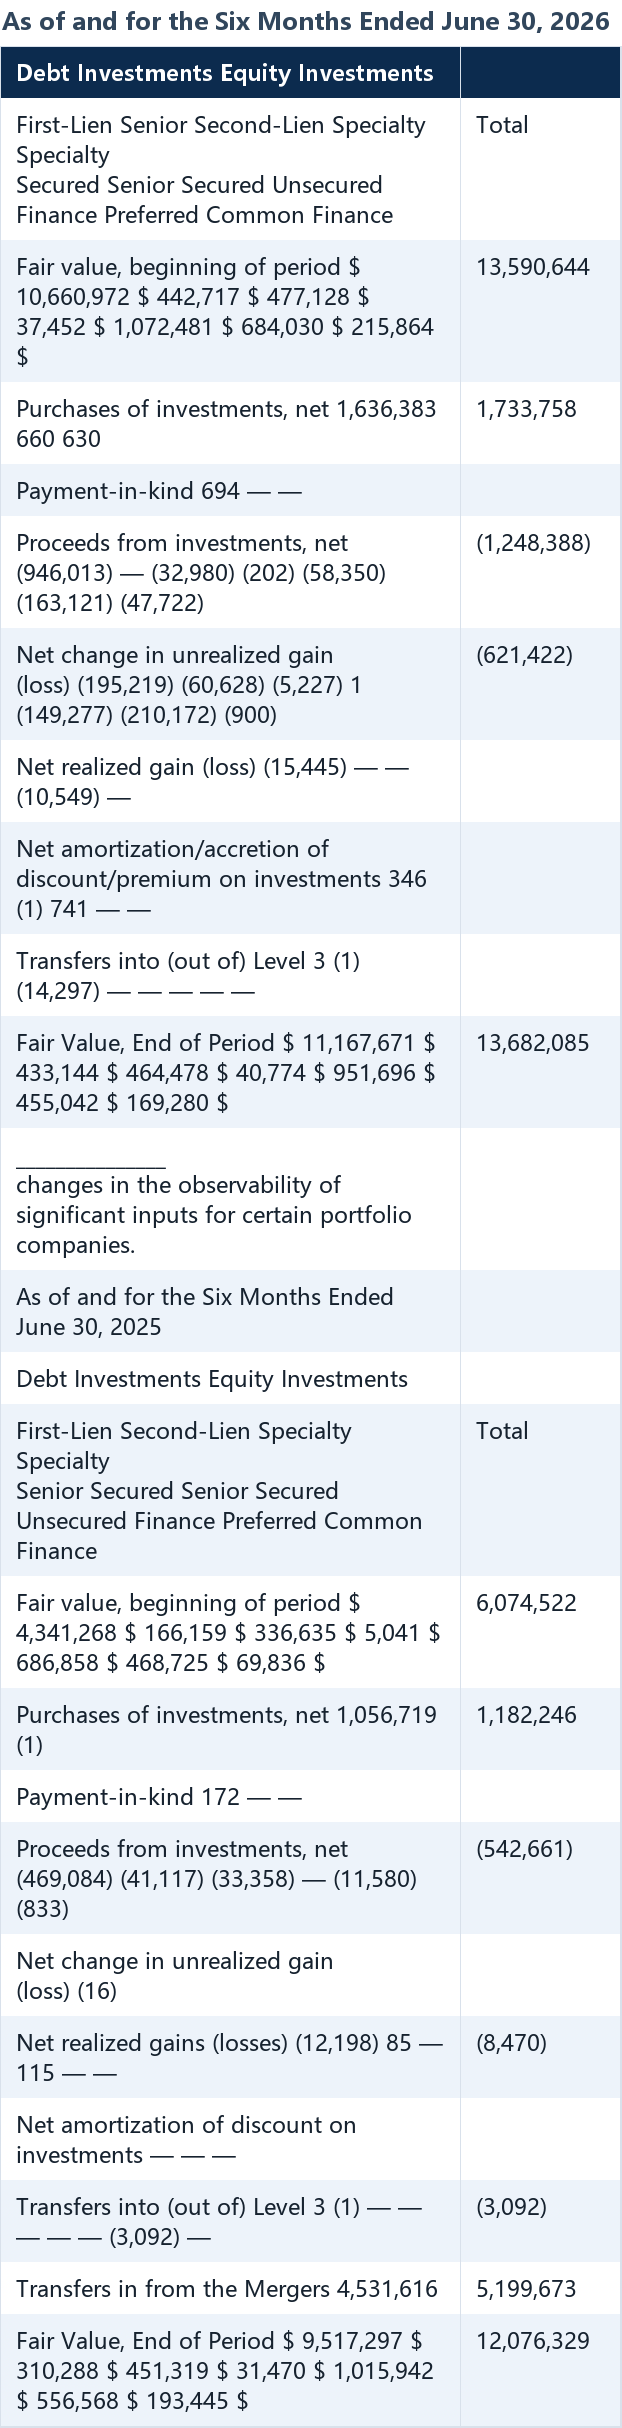 As of and for the Six Months Ended June 30, 2026
Debt Investments Equity Investments
First-Lien Senior Second-Lien Specialty
Specialty
Secured Senior Secured Unsecured
Finance Preferred Common Finance
Total
Fair value, beginning of period $
10,660,972 $ 442,717 $ 477,128 $
37,452 $ 1,072,481 $ 684,030 $ 215,864
$
13,590,644
Purchases of investments, net 1,636,383
660 630
1,733,758
Payment-in-kind 694 — —
Proceeds from investments, net
(946,013) — (32,980) (202) (58,350)
(163,121) (47,722)
(1,248,388)
Net change in unrealized gain
(loss) (195,219) (60,628) (5,227) 1
(149,277) (210,172) (900)
(621,422)
Net realized gain (loss) (15,445) — —
(10,549) —
Net amortization/accretion of
discount/premium on investments 346
(1) 741 — —
Transfers into (out of) Level 3 (1)
(14,297) — — — — —
Fair Value, End of Period $ 11,167,671 $
433,144 $ 464,478 $ 40,774 $ 951,696 $
455,042 $ 169,280 $
13,682,085
______________
changes in the observability of
significant inputs for certain portfolio
companies.
As of and for the Six Months Ended
June 30, 2025
Debt Investments Equity Investments
First-Lien Second-Lien Specialty
Specialty
Senior Secured Senior Secured
Unsecured Finance Preferred Common
Finance
Total
Fair value, beginning of period $
4,341,268 $ 166,159 $ 336,635 $ 5,041 $
686,858 $ 468,725 $ 69,836 $
6,074,522
Purchases of investments, net 1,056,719
(1)
1,182,246
Payment-in-kind 172 — —
Proceeds from investments, net
(469,084) (41,117) (33,358) — (11,580)
(833)
(542,661)
Net change in unrealized gain
(loss) (16)
Net realized gains (losses) (12,198) 85 —
115 — —
(8,470)
Net amortization of discount on
investments — — —
Transfers into (out of) Level 3 (1) — —
— — — (3,092) —
(3,092)
Transfers in from the Mergers 4,531,616
5,199,673
Fair Value, End of Period $ 9,517,297 $
310,288 $ 451,319 $ 31,470 $ 1,015,942
$ 556,568 $ 193,445 $
12,076,329